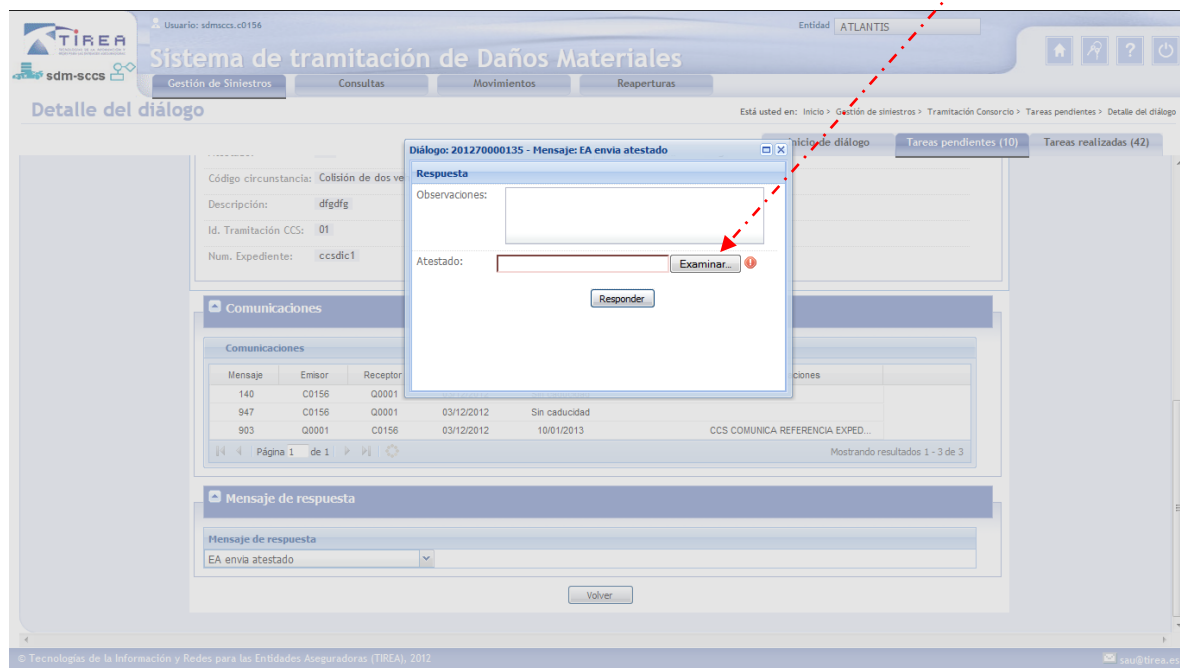 Usuario: sdmsccs.c0156
Entidad ATLANTIS
TIREA
sdm-sccs
Sistema de tramitación de Daños Materiales
Gestión de Siniestros Consultas Movimientos Reaperturas
Detalle del diálogo
Está usted en: Inicio > Gestión de siniestros > Tramitación Consorcio > Tareas pendientes > Detalle del diálogo
nicio de diálogo Tareas pendientes (10) Tareas realizadas (42)
Código circunstancia: Colisión de dos ve
Descripción: dfgdfg
Id. Tramitación CCS: 01
Num. Expediente: ccsdic1
Diálogo: 201270000135 - Mensaje: EA envia atestado
Respuesta
Observaciones:
Atestado: Examinar...
Responder
Comunicaciones
Comunicaciones
Mensaje Emisor Receptor ciones
140 C0156 Q0001
947 C0156 Q0001 03/12/2012 Sin caducidad
903 Q0001 C0156 03/12/2012 10/01/2013 CCS COMUNICA REFERENCIA EXPED...
Página 1 de 1 Mostrando resultados 1 - 3 de 3
Mensaje de respuesta
Mensaje de respuesta
EA envia atestado
Volver
© Tecnologías de la Información y Redes para las Entidades Aseguradoras (TIREA), 2012
sau@tirea.es